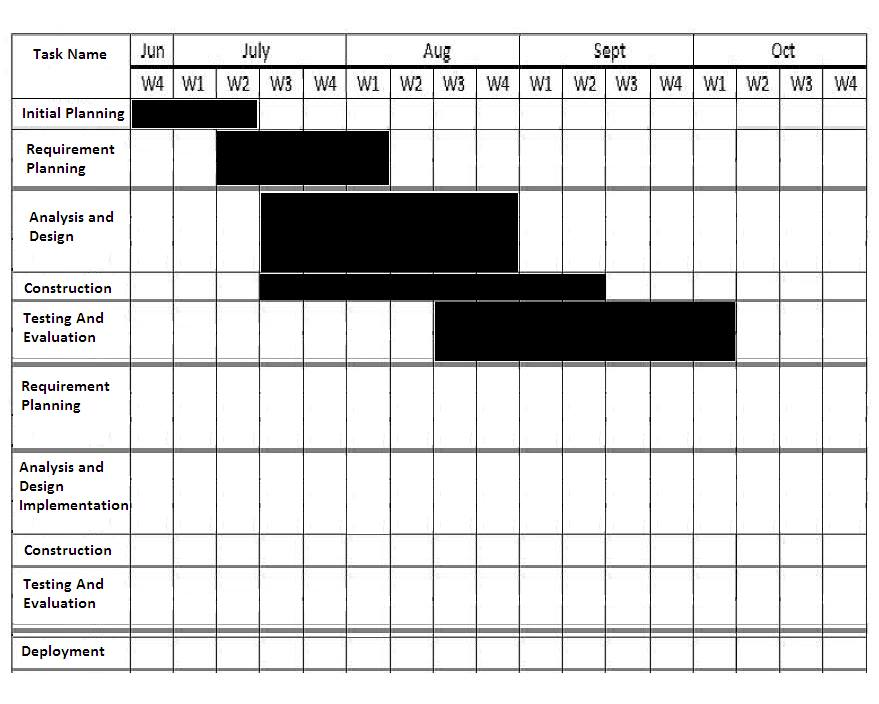 Task Name Jun July Aug Sept Oct
W4 W1 W2 W3 W4 W1 W2 W3 W4 W1 W2 W3 W4 W1 W2 W3 W4
Initial Planning
Requirement
Planning
Analysis and
Design
Construction
Testing And
Evaluation
Requirement
Planning
Analysis and
Design
Implementation
Construction
Testing And
Evaluation
Deployment